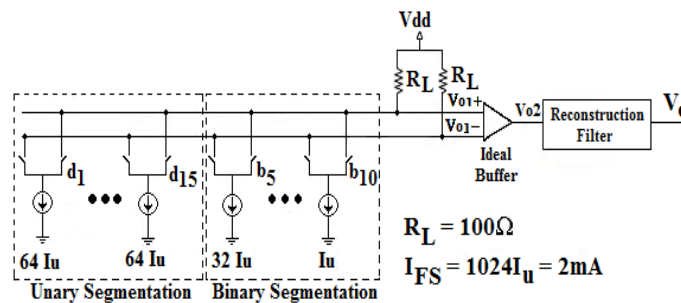 Vdd
RL RL
Vo1+
Vo1-
Vo2
Reconstruction
Filter
Ideal
Buffer
d1 ••• d15 b5 ••• b10
64 Iu 64 Iu 32 Iu Iu
Unary Segmentation Binary Segmentation
RL = 100Ω
IFS = 1024Iu = 2mA